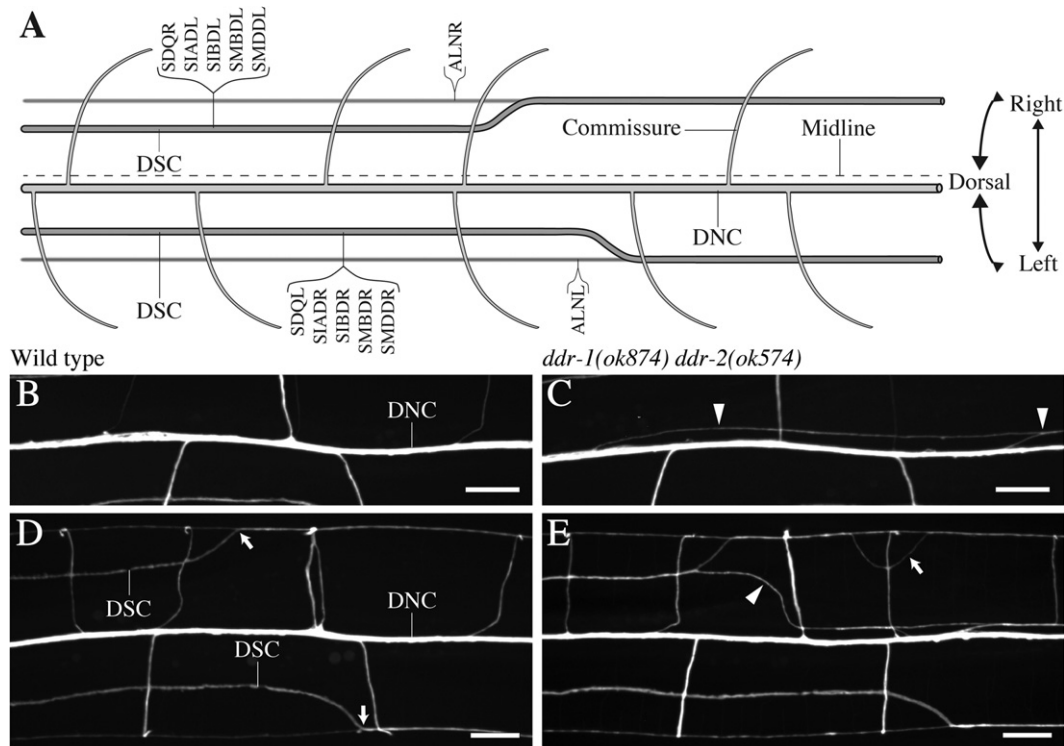 A
SDQR
SIADL
SIBDL
SMBDL
SMDDL
ALNR
Right
Commissure
Midline
DSC
Dorsal
DNC
Left
DSC
SDQL
SIADR
SIBDR
SMBDR
SMDDR
ALNL
Wild type
ddr-1(ok874) ddr-2(ok574)
B
DNC
C
D
DSC
DNC
DSC
E